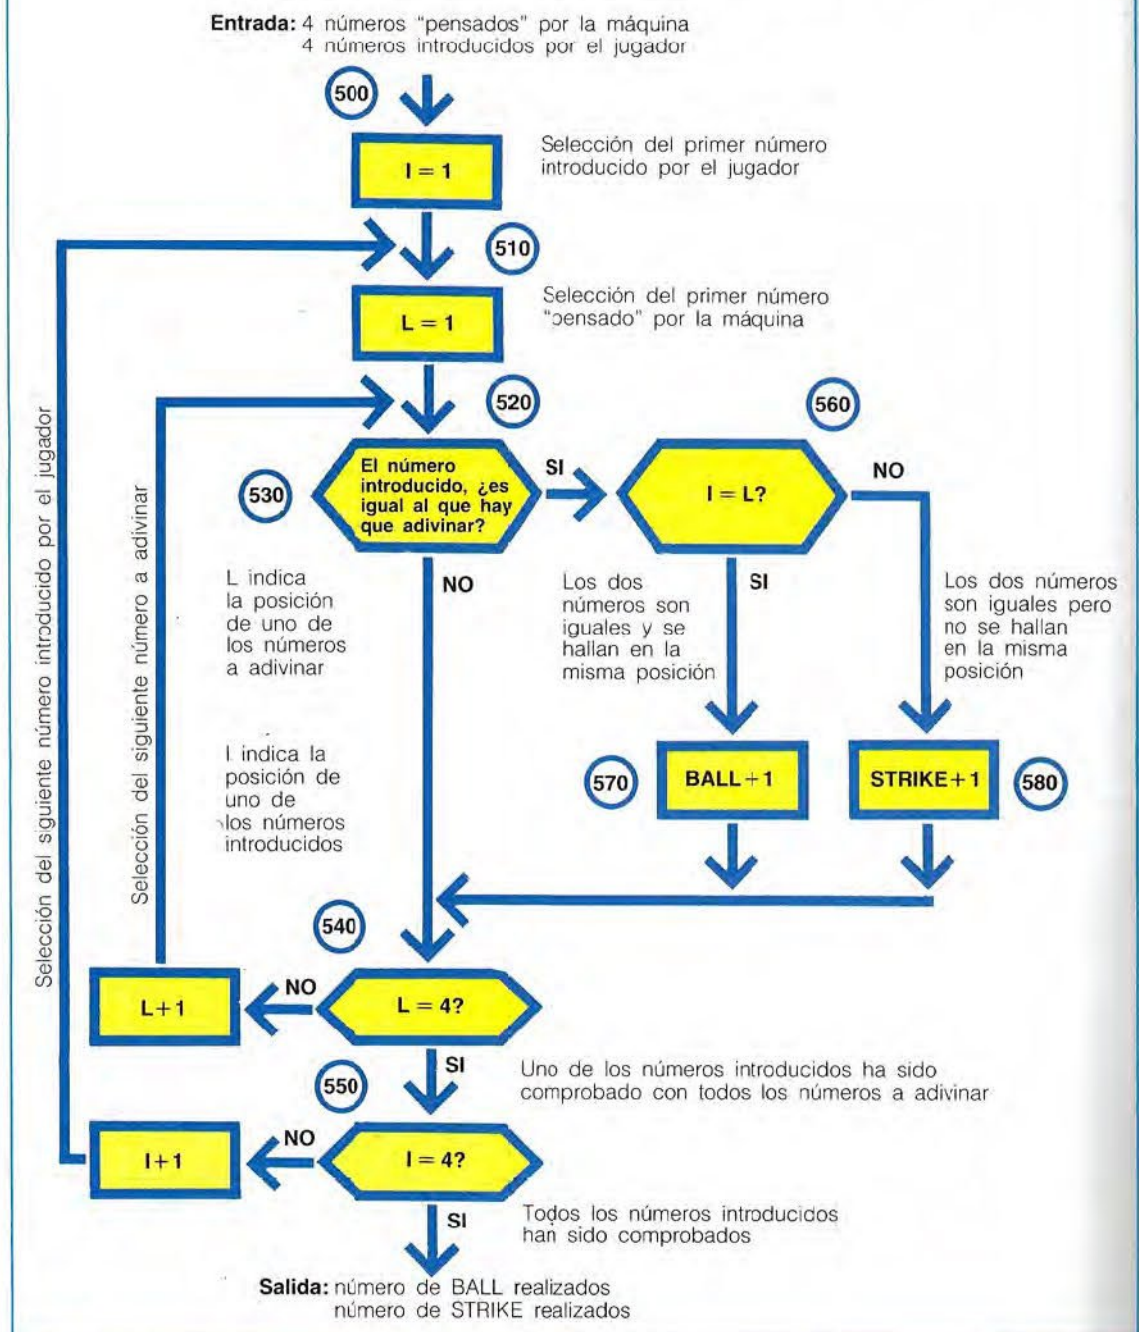 Entrada: 4 números “pensados” por la máquina
4 números introducidos por el jugador
500
I = 1
Selección del primer número
introducido por el jugador
510
L = 1
Selección del primer número
"pensado" por la máquina
520
560
530
El número
introducido, ¿es
igual al que hay
que adivinar?
SI
I = L?
NO
L indica
la posición
de uno de
los números
a adivinar
NO
Los dos
números son
iguales y se
hallan en la
misma posición
SI
Los dos números
son iguales pero
no se hallan
en la misma
posición
I indica la
posición de
uno de
los números
introducidos
570
BALL+1
STRIKE+1
580
Selección del siguiente número introducido por el jugador
Selección del siguiente número a adivinar
540
L+1
NO
L = 4?
SI
Uno de los números introducidos ha sido
comprobado con todos los números a adivinar
550
I+1
NO
I = 4?
SI
Todos los números introducidos
han sido comprobados
Salida: número de BALL realizados
número de STRIKE realizados